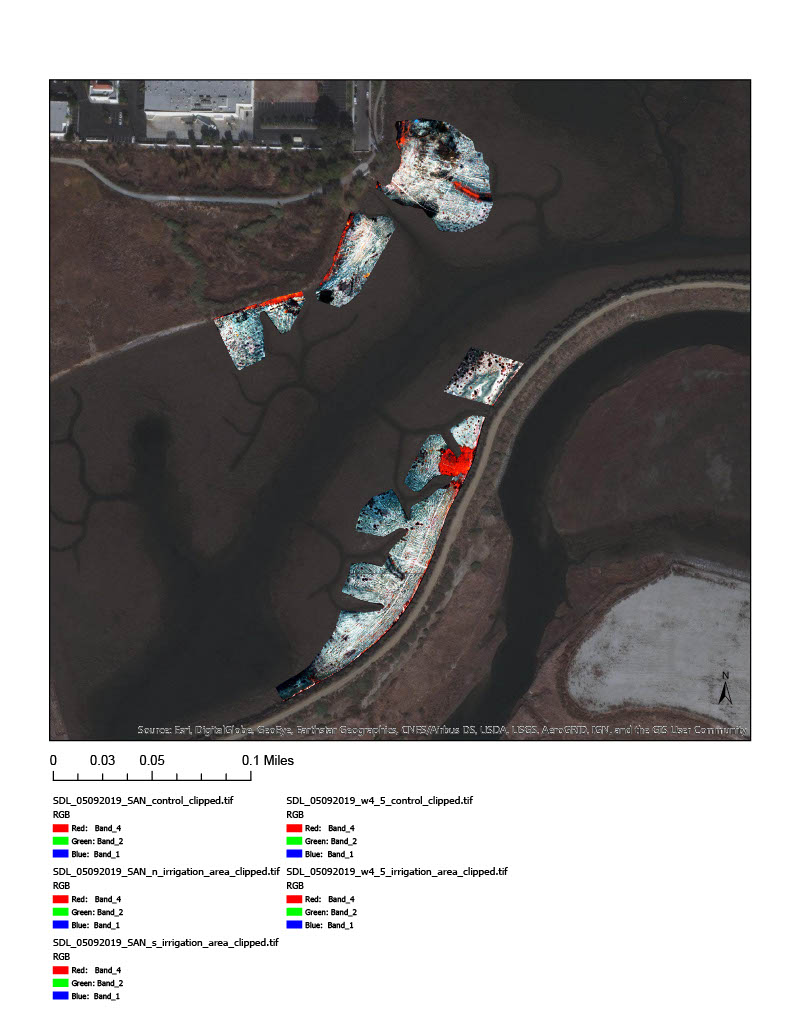 N
Source: Esri, DigitalGlobe, GeoEye, Earthstar Geographics, CNES/Airbus DS, USDA, USGS, AeroGRID, IGN, and the GIS User Community
0 0.03 0.05 0.1 Miles
SDL_05092019_SAN_control_clipped.tif
RGB
Red: Band_4
Green: Band_2
Blue: Band_1
SDL_05092019_SAN_n_irrigation_area_clipped.tif
RGB
Red: Band_4
Green: Band_2
Blue: Band_1
SDL_05092019_SAN_s_irrigation_area_clipped.tif
RGB
Red: Band_4
Green: Band_2
Blue: Band_1
SDL_05092019_w4_5_control_clipped.tif
RGB
Red: Band_4
Green: Band_2
Blue: Band_1
SDL_05092019_w4_5_irrigation_area_clipped.tif
RGB
Red: Band_4
Green: Band_2
Blue: Band_1